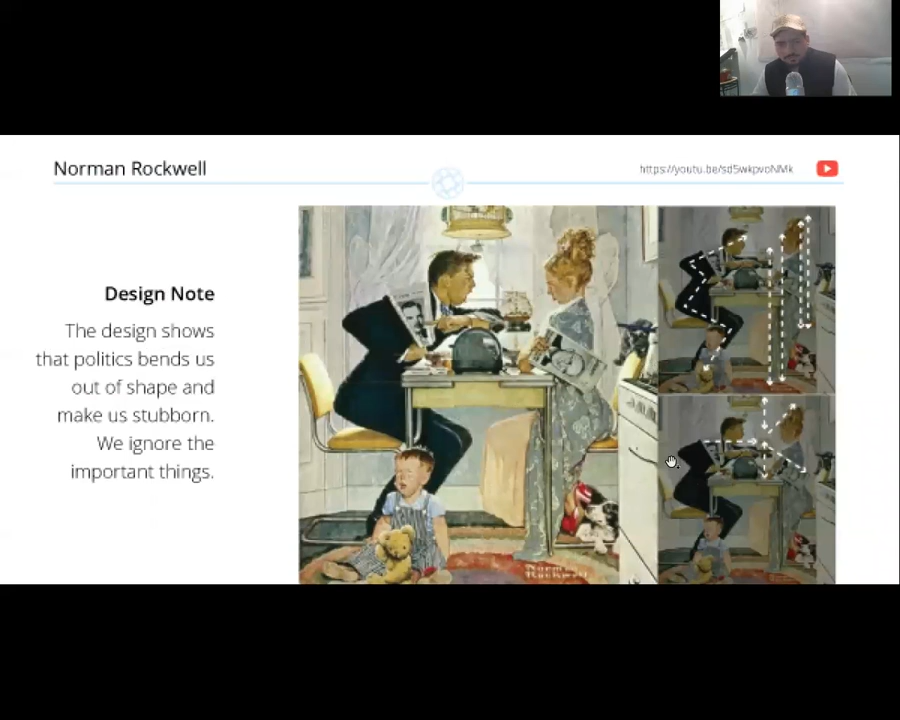 Norman Rockwell
https://youtu.be/sd5wkpvoNMk
Design Note
The design shows
that politics bends us
out of shape and
make us stubborn.
We ignore the
important things.
Norman
Rockwell